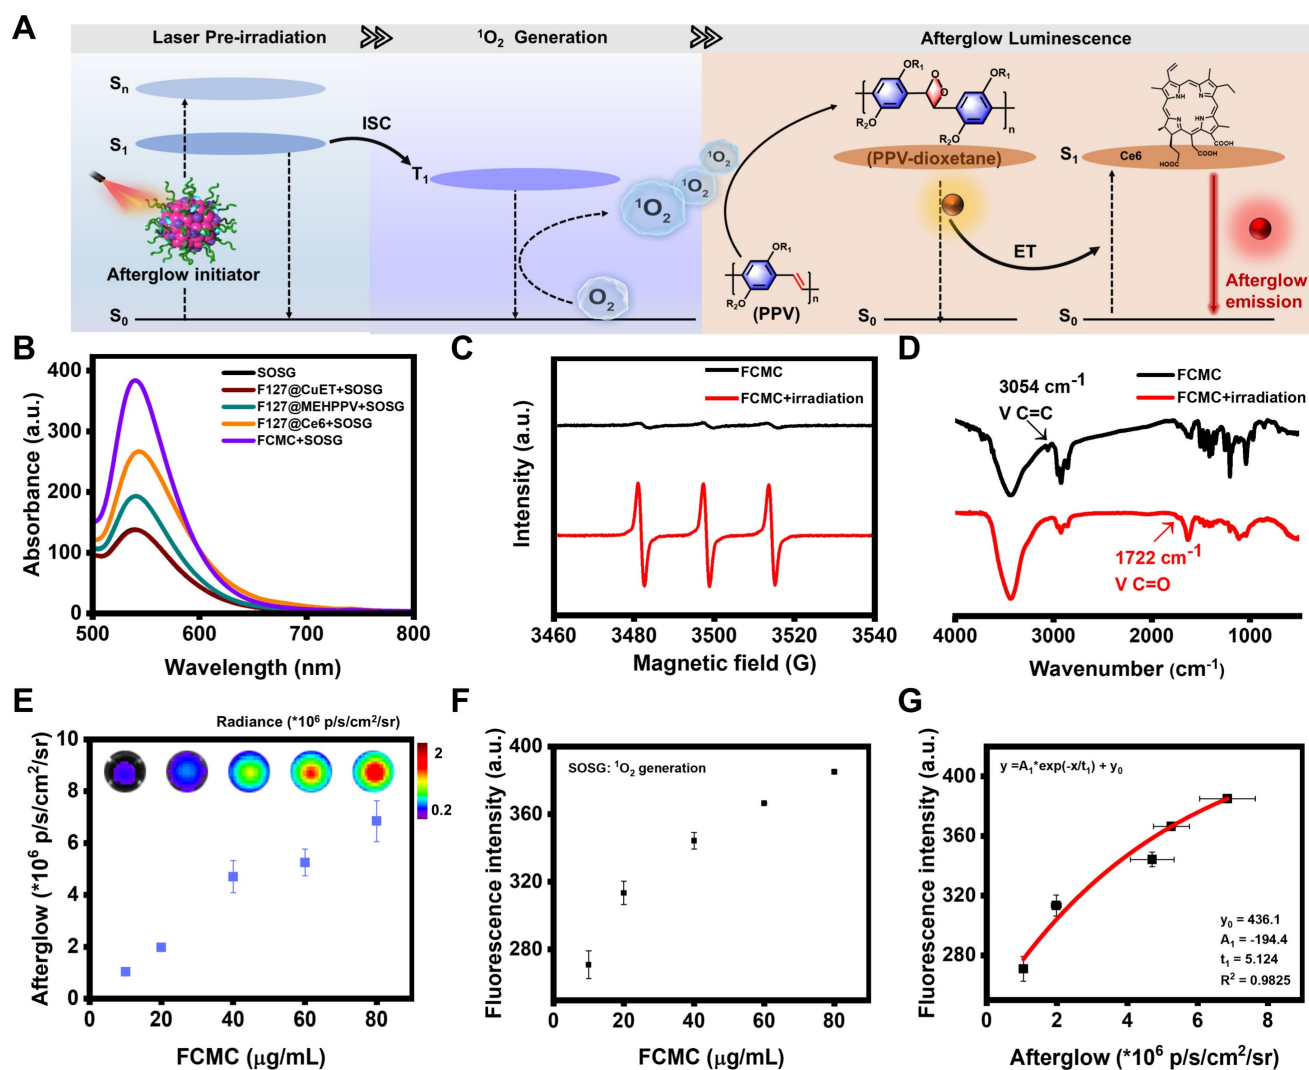 A
Laser Pre-irradiation
¹O₂ Generation
Afterglow Luminescence
Sₙ
S₁
ISC
T₁
Afterglow initiator
S₀
¹O₂
¹O₂
¹O₂
O₂
OR₁
R₂O
n
(PPV)
OR₁
OR₁
R₂O
R₂O
n
(PPV-dioxetane)
ET
S₀
S₁
NH
N
N
HN
COOH
COOH
HOOC
Ce6
Afterglow
emission
S₀
B
Absorbance (a.u.)
400
300
200
100
0
500
600
700
800
Wavelength (nm)
SOSG
F127@CuET+SOSG
F127@MEHPPV+SOSG
F127@Ce6+SOSG
FCMC+SOSG
C
Intensity (a.u.)
FCMC
FCMC+irradiation
3460
3480
3500
3520
3540
Magnetic field (G)
D
3054 cm⁻¹
V C=C
FCMC
FCMC+irradiation
1722 cm⁻¹
V C=O
4000
3000
2000
1000
Wavenumber (cm⁻¹)
E
Radiance (*10⁶ p/s/cm²/sr)
2
0.2
Afterglow (*10⁶ p/s/cm²/sr)
10
8
6
4
2
0
0
20
40
60
80
FCMC (µg/mL)
F
Fluorescence intensity (a.u.)
SOSG: ¹O₂ generation
400
360
320
280
0
20
40
60
80
FCMC (µg/mL)
G
Fluorescence intensity (a.u.)
y =A₁*exp(-x/t₁) + y₀
400
360
320
280
y₀ = 436.1
A₁ = -194.4
t₁ = 5.124
R² = 0.9825
0
2
4
6
8
Afterglow (*10⁶ p/s/cm²/sr)